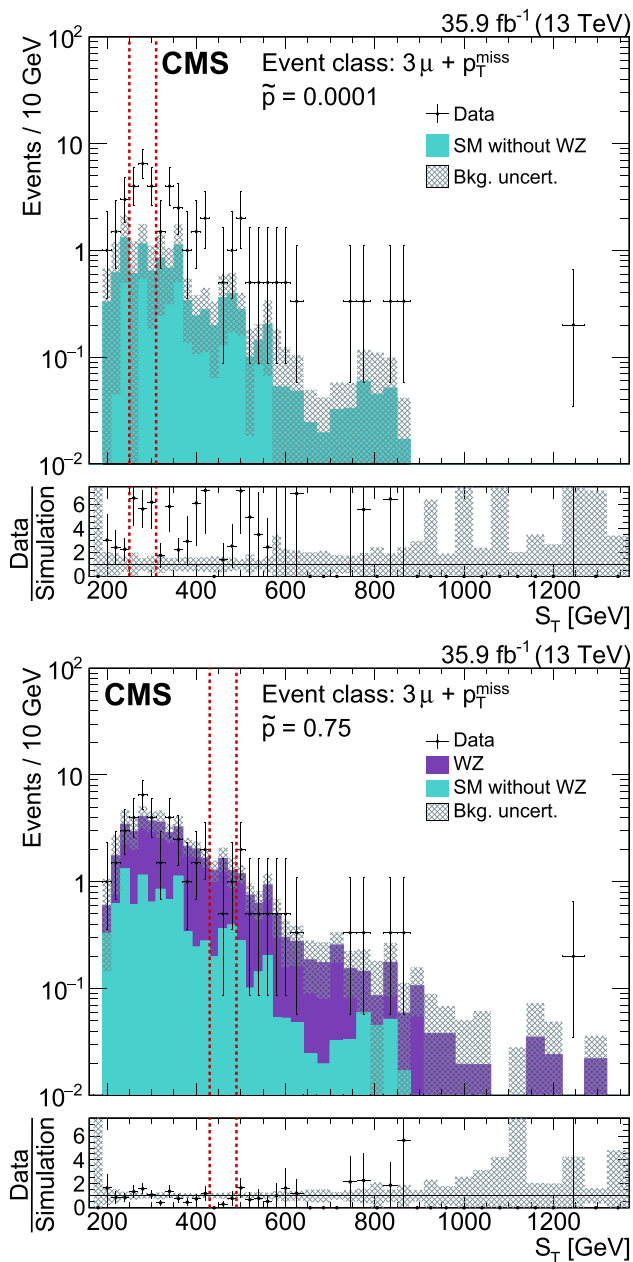 35.9 fb⁻¹ (13 TeV)
CMS
Event class: 3 μ + pTmiss
p̃ = 0.0001
Data
SM without WZ
Bkg. uncert.
Events / 10 GeV
10²
10
1
10⁻¹
10⁻²
Data
Simulation
6
4
2
0
200 400 600 800 1000 1200
S_T [GeV]
35.9 fb⁻¹ (13 TeV)
CMS
Event class: 3 μ + pTmiss
p̃ = 0.75
Data
WZ
SM without WZ
Bkg. uncert.
Events / 10 GeV
10²
10
1
10⁻¹
10⁻²
Data
Simulation
6
4
2
0
200 400 600 800 1000 1200
S_T [GeV]